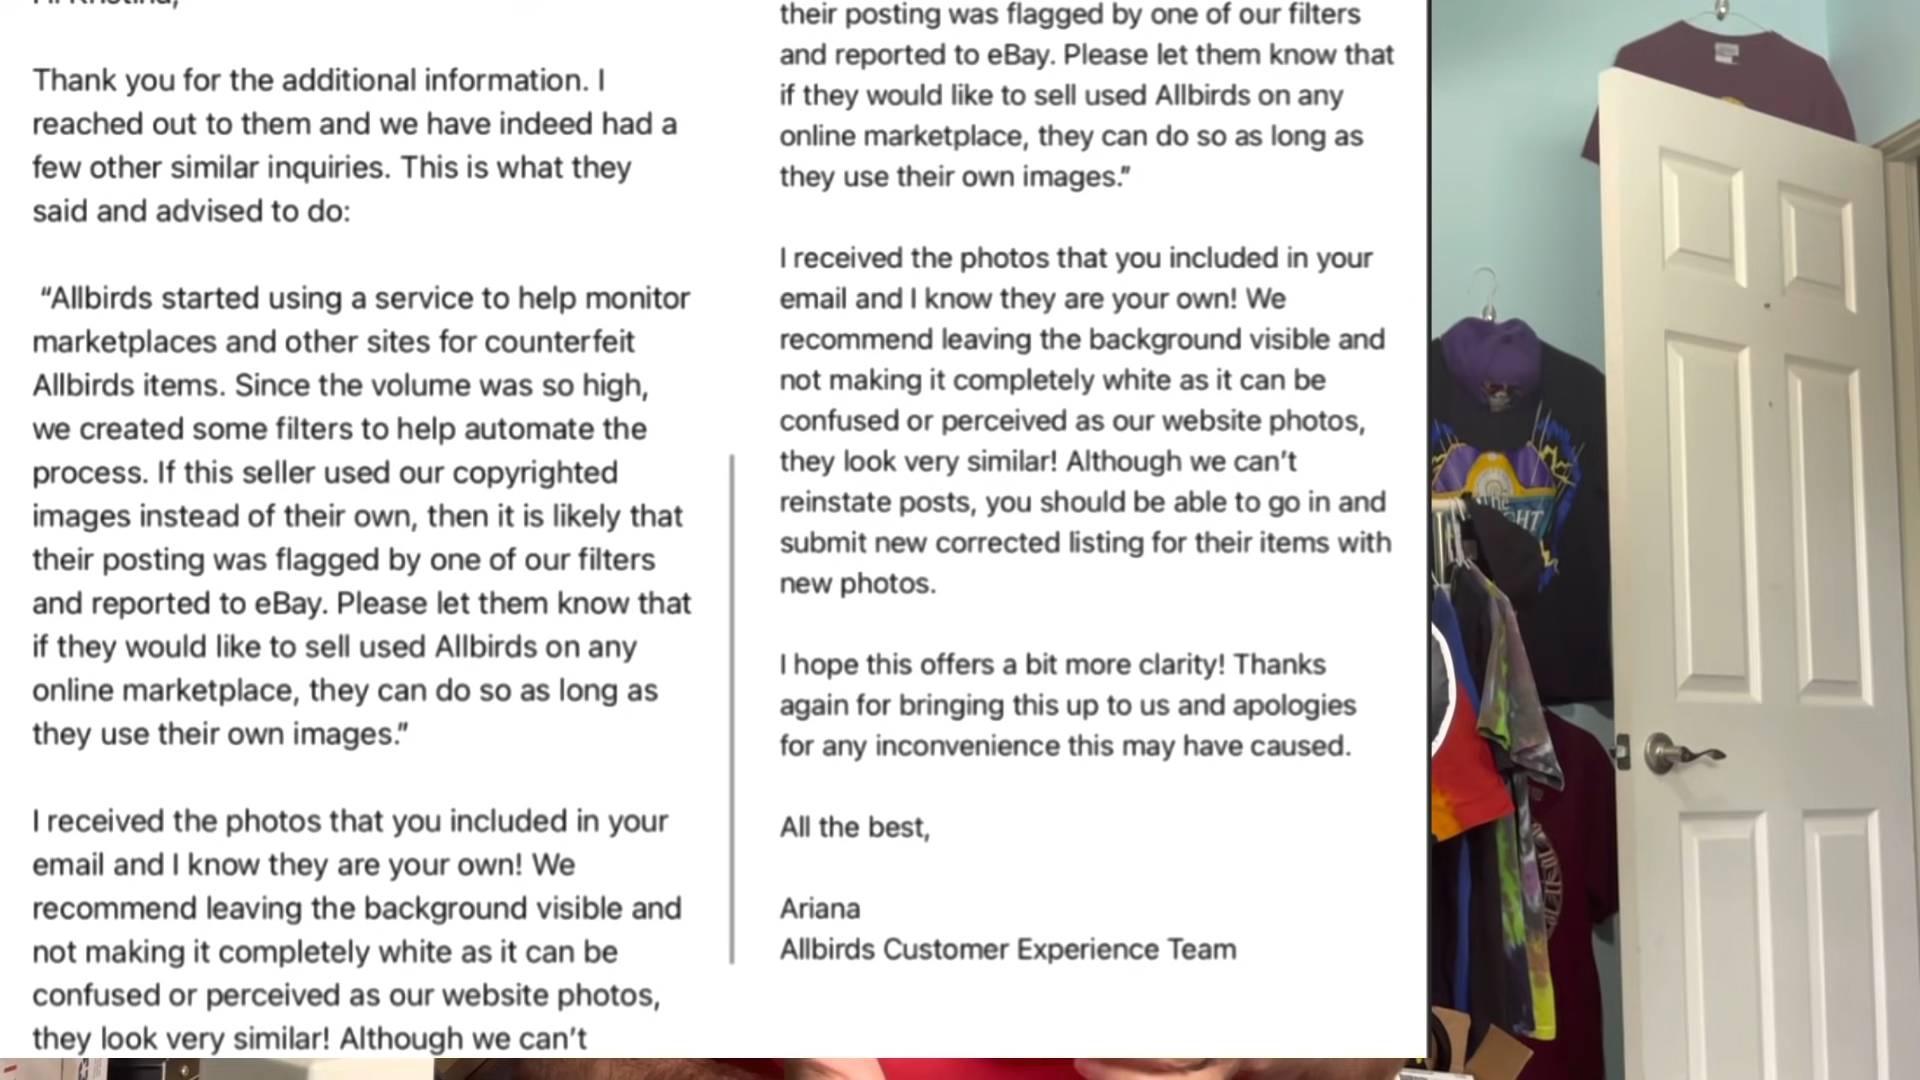 Hi Kristina,
Thank you for the additional information. I
reached out to them and we have indeed had a
few other similar inquiries. This is what they
said and advised to do:
“Allbirds started using a service to help monitor
marketplaces and other sites for counterfeit
Allbirds items. Since the volume was so high,
we created some filters to help automate the
process. If this seller used our copyrighted
images instead of their own, then it is likely that
their posting was flagged by one of our filters
and reported to eBay. Please let them know that
if they would like to sell used Allbirds on any
online marketplace, they can do so as long as
they use their own images.”
I received the photos that you included in your
email and I know they are your own! We
recommend leaving the background visible and
not making it completely white as it can be
confused or perceived as our website photos,
they look very similar! Although we can’t
their posting was flagged by one of our filters
and reported to eBay. Please let them know that
if they would like to sell used Allbirds on any
online marketplace, they can do so as long as
they use their own images.”
I received the photos that you included in your
email and I know they are your own! We
recommend leaving the background visible and
not making it completely white as it can be
confused or perceived as our website photos,
they look very similar! Although we can’t
reinstate posts, you should be able to go in and
submit new corrected listing for their items with
new photos.
I hope this offers a bit more clarity! Thanks
again for bringing this up to us and apologies
for any inconvenience this may have caused.
All the best,
Ariana
Allbirds Customer Experience Team
The